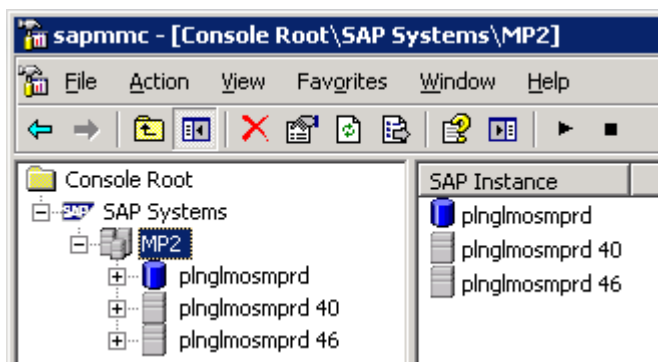 sapmmc - [Console Root\SAP Systems\MP2]
File Action View Favorites Window Help
Console Root
SAP Systems
MP2
plnglmosmprd
plnglmosmprd 40
plnglmosmprd 46
SAP Instance
plnglmosmprd
plnglmosmprd 40
plnglmosmprd 46